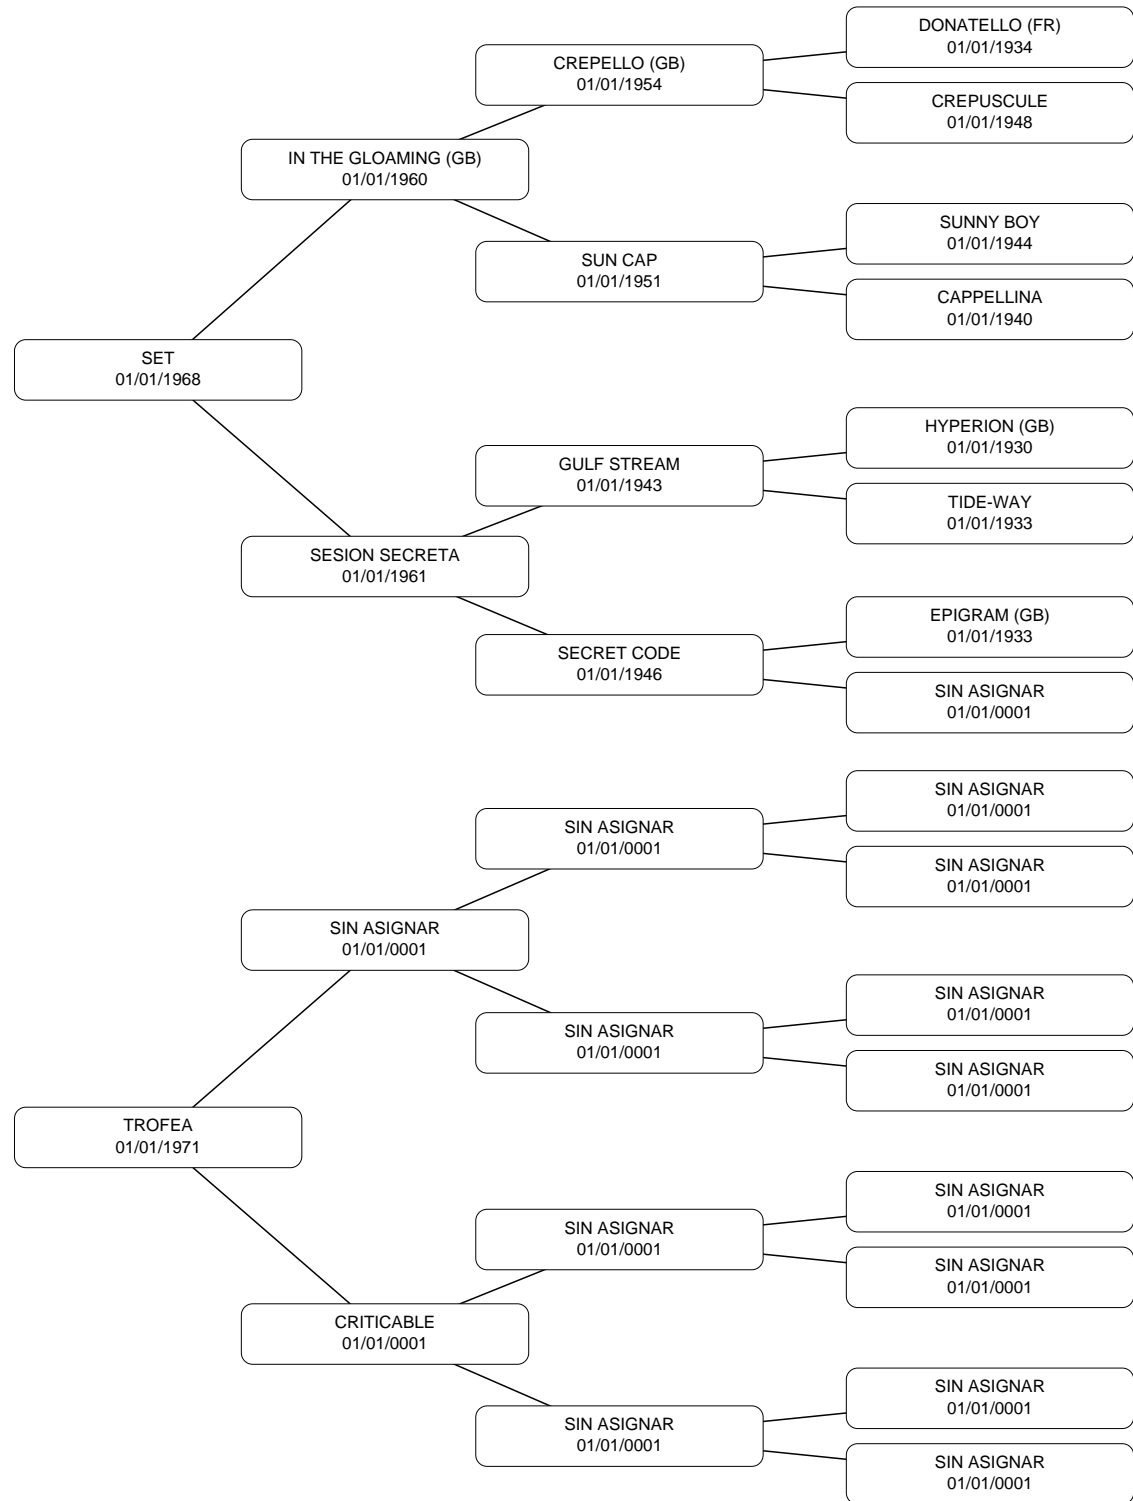 DONATELLO (FR)
01/01/1934
CREPELLO (GB)
01/01/1954
CREPUSCULE
01/01/1948
IN THE GLOAMING (GB)
01/01/1960
SUNNY BOY
01/01/1944
SUN CAP
01/01/1951
CAPPELLINA
01/01/1940
SET
01/01/1968
HYPERION (GB)
01/01/1930
GULF STREAM
01/01/1943
TIDE-WAY
01/01/1933
SESION SECRETA
01/01/1961
EPIGRAM (GB)
01/01/1933
SECRET CODE
01/01/1946
SIN ASIGNAR
01/01/0001
SIN ASIGNAR
01/01/0001
SIN ASIGNAR
01/01/0001
SIN ASIGNAR
01/01/0001
SIN ASIGNAR
01/01/0001
SIN ASIGNAR
01/01/0001
SIN ASIGNAR
01/01/0001
SIN ASIGNAR
01/01/0001
TROFEA
01/01/1971
SIN ASIGNAR
01/01/0001
SIN ASIGNAR
01/01/0001
SIN ASIGNAR
01/01/0001
CRITICABLE
01/01/0001
SIN ASIGNAR
01/01/0001
SIN ASIGNAR
01/01/0001
SIN ASIGNAR
01/01/0001